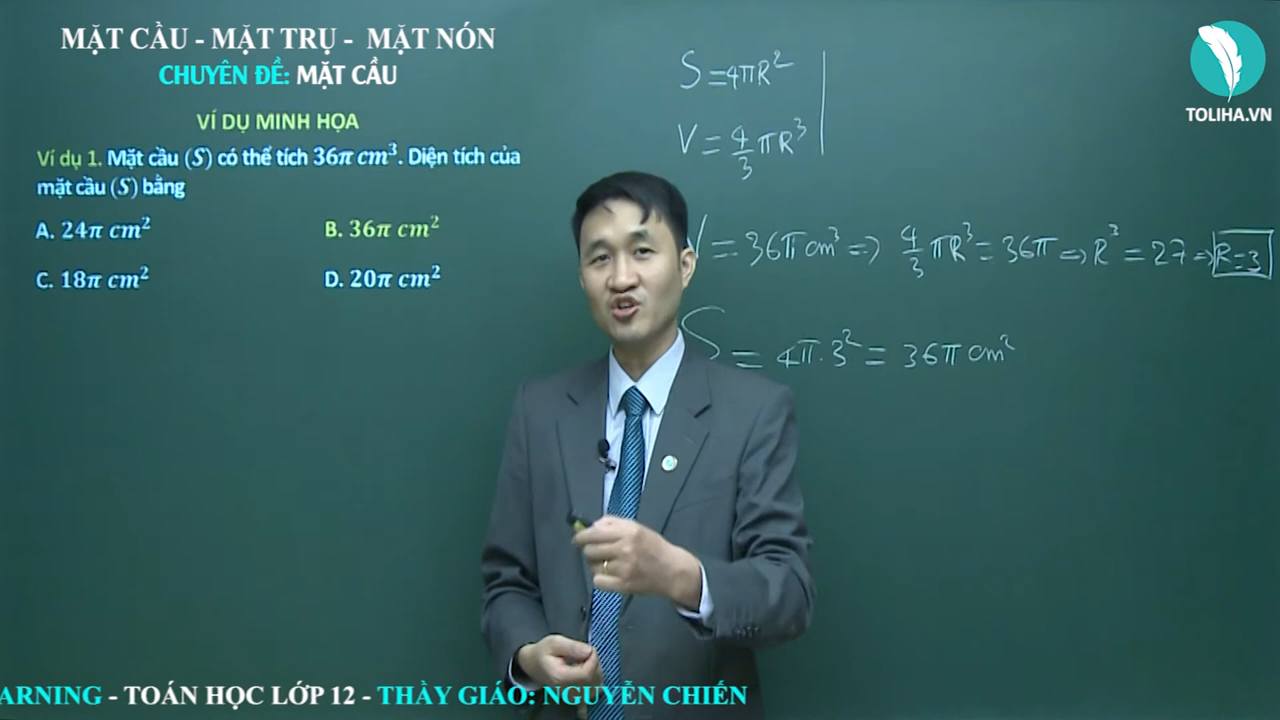 MẶT CẦU - MẶT TRỤ - MẶT NÓN
CHUYÊN ĐỀ: MẶT CẦU
VÍ DỤ MINH HỌA
Ví dụ 1. Mặt cầu (S) có thể tích 36π cm³. Diện tích của
mặt cầu (S) bằng
A. 24π cm²
B. 36π cm²
C. 18π cm²
D. 20π cm²
S = 4πR²
V = 4/3 πR³
V = 36π cm³ => 4/3 πR³ = 36π => R³ = 27 => R = 3
S = 4π.3² = 36π cm²
TOLIHA.VN
ARNING - TOÁN HỌC LỚP 12 - THẦY GIÁO: NGUYỄN CHIẾN